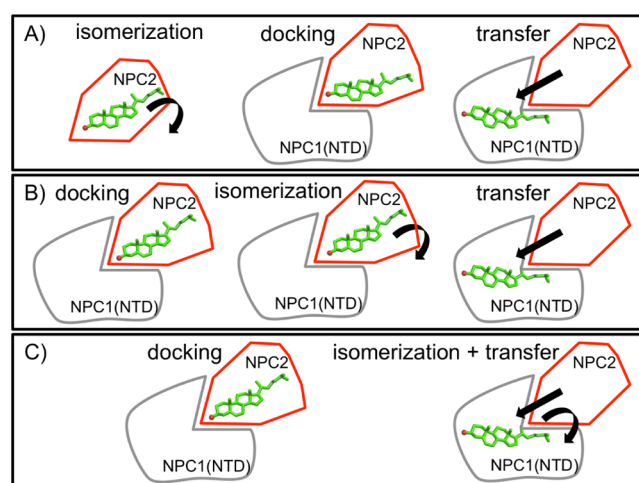 A) isomerization docking transfer
NPC2 NPC2 NPC2
NPC1(NTD) NPC1(NTD)
B) docking isomerization transfer
NPC2 NPC2 NPC2
NPC1(NTD) NPC1(NTD) NPC1(NTD)
C) docking isomerization + transfer
NPC2 NPC2
NPC1(NTD) NPC1(NTD)